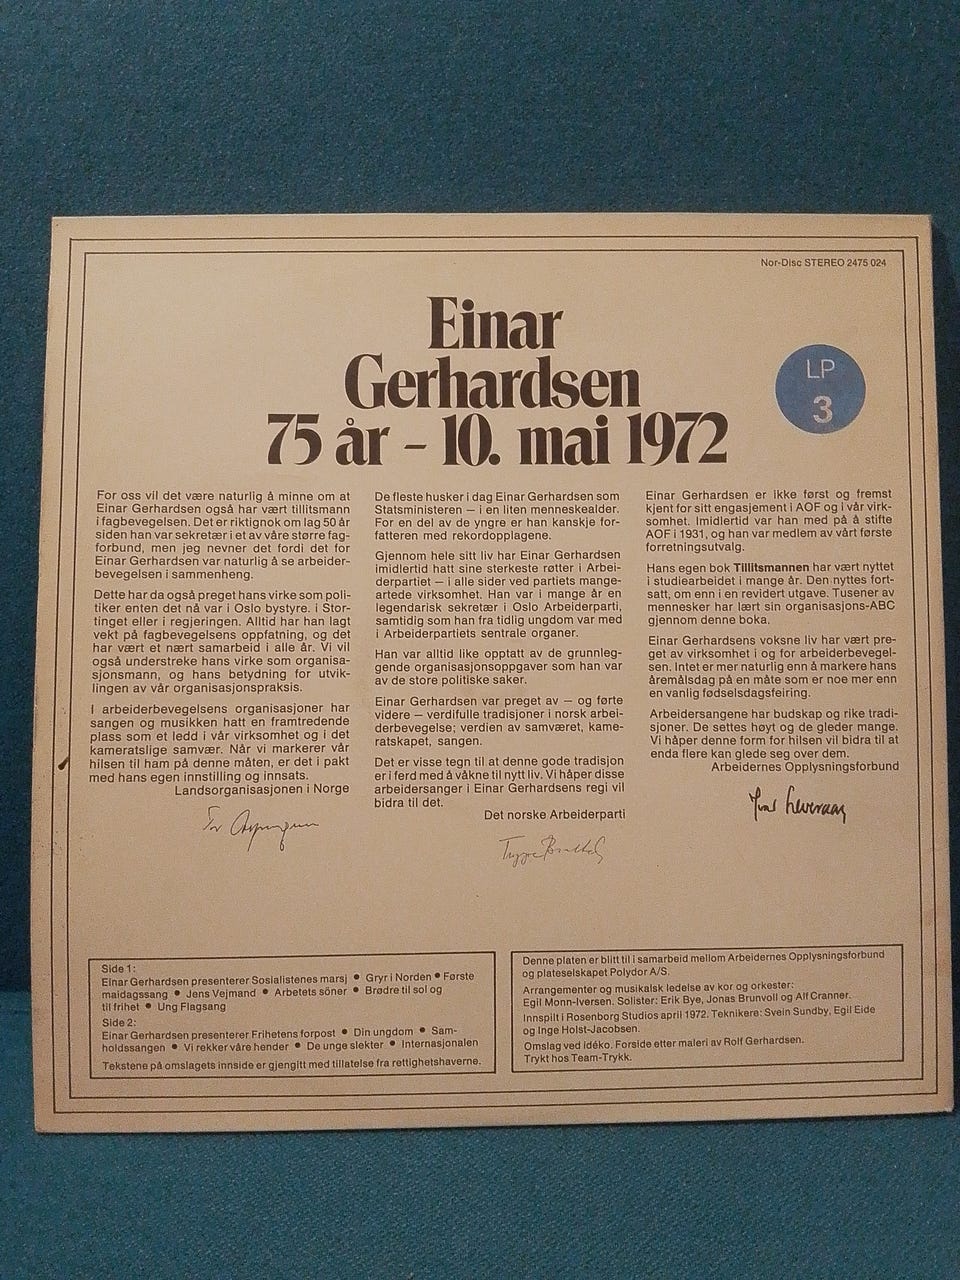 Nor-Disc STEREO 2475 024
Einar
Gerhardsen
75 år – 10. mai 1972
LP
3
For oss vil det være naturlig å minne om at
Einar Gerhardsen også har vært tillitsmann
i fagbevegelsen. Det er riktignok om lag 50 år
siden han var sekretær i et av våre større fag-
forbund, men jeg nevner det fordi det for
Einar Gerhardsen var naturlig å se arbeider-
bevegelsen i sammenheng.
Dette har da også preget hans virke som poli-
tiker enten det nå var i Oslo bystyre. i Stor-
tinget eller i regjeringen. Alltid har han lagt
vekt på fagbevegelsens oppfatning, og det
har vært et nært samarbeid i alle år. Vi vil
også understreke hans virke som organisa-
sjonsmann, og hans betydning for utvik-
lingen av vår organisasjonspraksis.
I arbeiderbevegelsens organisasjoner har
sangen og musikken hatt en framtredende
plass som et ledd i vår virksomhet og i det
kameratslige samvær. Når vi markerer vår
hilsen til ham på denne måten, er det i pakt
med hans egen innstilling og innsats.
Landsorganisasjonen i Norge
De fleste husker i dag Einar Gerhardsen som
Statsministeren — i en liten menneskealder.
For en del av de yngre er han kanskje for-
fatteren med rekordopplagene.
Gjennom hele sitt liv har Einar Gerhardsen
imidlertid hatt sine sterkeste røtter i Arbei-
derpartiet — i alle sider ved partiets mange-
artede virksomhet. Han var i mange år en
legendarisk sekretær i Oslo Arbeiderparti,
samtidig som han fra tidlig ungdom var med
i Arbeiderpartiets sentrale organer.
Han var alltid like opptatt av de grunnleg-
gende organisasjonsoppgaver som han var
av de store politiske saker.
Einar Gerhardsen var preget av — og førte
videre — verdifulle tradisjoner i norsk arbei-
derbevegelse; verdien av samværet, kame-
ratskapet, sangen.
Det er visse tegn til at denne gode tradisjon
er i ferd med å våkne til nytt liv. Vi håper disse
arbeidersanger i Einar Gerhardsens regi vil
bidra til det.
Det norske Arbeiderparti
Einar Gerhardsen er ikke først og fremst
kjent for sitt engasjement i AOF og i vår virk-
somhet. Imidlertid var han med på å stifte
AOF i 1931, og han var medlem av vårt første
forretningsutvalg.
Hans egen bok Tillitsmannen har vært nyttet
i studiearbeidet i mange år. Den nyttes fort-
satt, om enn i en revidert utgave. Tusener av
mennesker har lært sin organisasjons-ABC
gjennom denne boka.
Einar Gerhardsens voksne liv har vært pre-
get av virksomhet i og for arbeiderbevegel-
sen. Intet er mer naturlig enn å markere hans
åremålsdag på en måte som er noe mer enn
en vanlig fødselsdagsfeiring.
Arbeidersangene har budskap og rike tradi-
sjoner. De settes høyt og de gleder mange.
Vi håper denne form for hilsen vil bidra til at
enda flere kan glede seg over dem.
Arbeidernes Opplysningsforbund
Side 1:
Einar Gerhardsen presenterer Sosialistenes marsj ● Gry i Norden ● Første
maidagssang ● Jens Vejmand ● Arbetets söner ● Brødre til sol og
til frihet ● Ung Flagsang
Side 2:
Einar Gerhardsen presenterer Frihetens forpost ● Din ungdom ● Sam-
holdssangen ● Vi rekker våre hender ● De unge slekter ● Internasjonalen
Tekstene på omslagets innside er gjengitt med tillatelse fra rettighetshaverne.
Denne platen er blitt til i samarbeid mellom Arbeidernes Opplysningsforbund
og plateselskapet Polydor A/S.
Arrangementer og musikalsk ledelse av kor og orkester:
Egil Monn-Iversen. Solister: Erik Bye, Jonas Brunvoll og Alf Cranner.
Innspilt i Rosenborg Studios april 1972. Teknikere: Svein Sundby, Egil Eide
og Inge Holst-Jacobsen.
Omslag ved idéko. Forside etter maleri av Rolf Gerhardsen.
Trykt hos Team-Trykk.